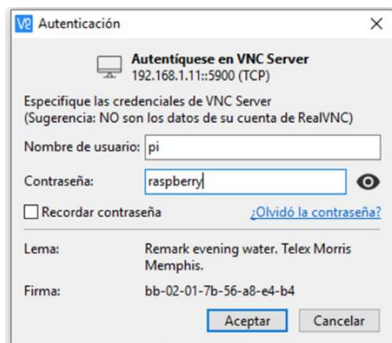 VS Autenticación
Autentíquese en VNC Server
192.168.1.11::5900 (TCP)
Especifique las credenciales de VNC Server
(Sugerencia: NO son los datos de su cuenta de RealVNC)
Nombre de usuario: pi
Contraseña: raspberry
Recordar contraseña ¿Olvidó la contraseña?
Lema: Remark evening water. Telex Morris
Memphis.
Firma: bb-02-01-7b-56-a8-e4-b4
Aceptar Cancelar